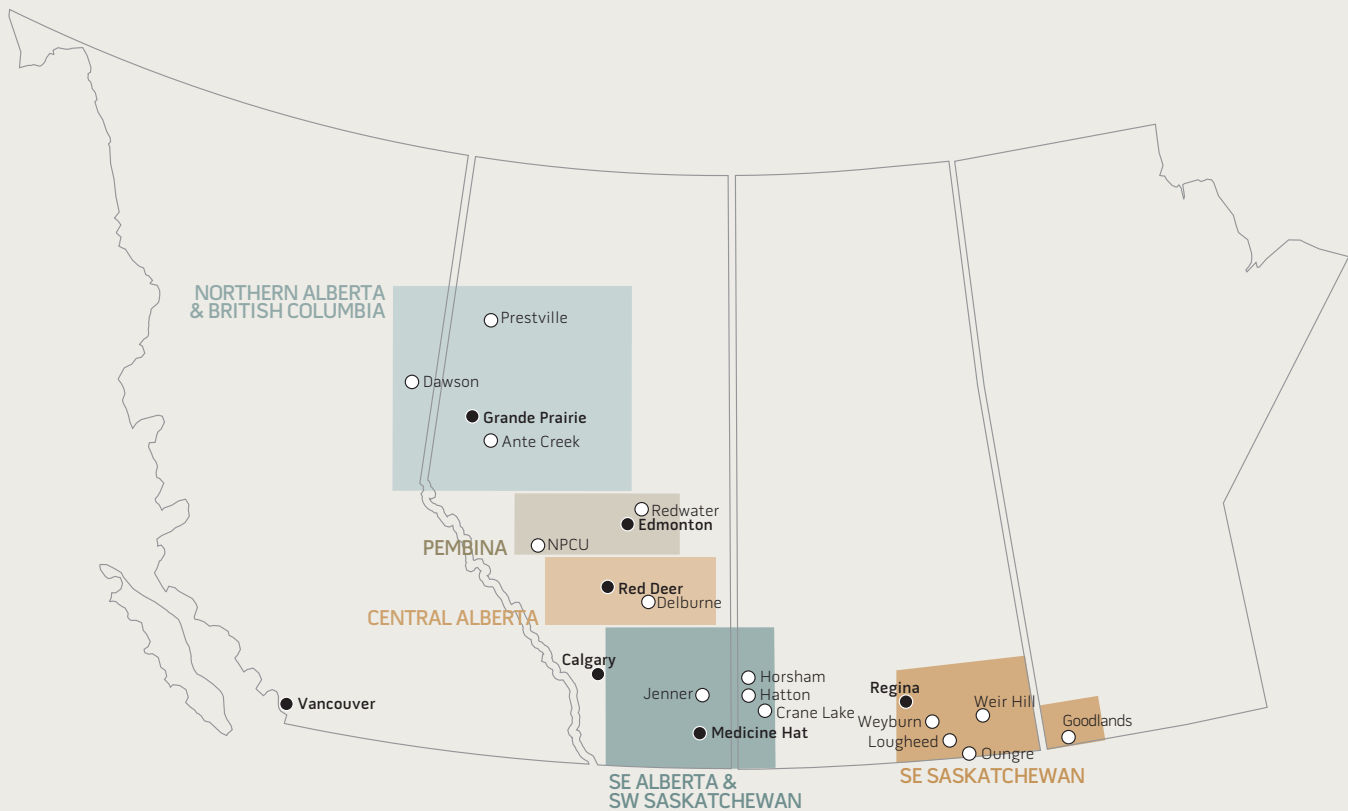 NORTHERN ALBERTA
& BRITISH COLUMBIA
Prestville
Dawson
Grande Prairie
Ante Creek
Redwater
Edmonton
PEMBINA
NPCU
Red Deer
Delburne
CENTRAL ALBERTA
Calgary
Horsham
Jenner
Hatton
Crane Lake
Medicine Hat
Vancouver
Regina
Weir Hill
Weyburn
Goodlands
Lougheed
Oungre
SE SASKATCHEWAN
SE ALBERTA &
SW SASKATCHEWAN